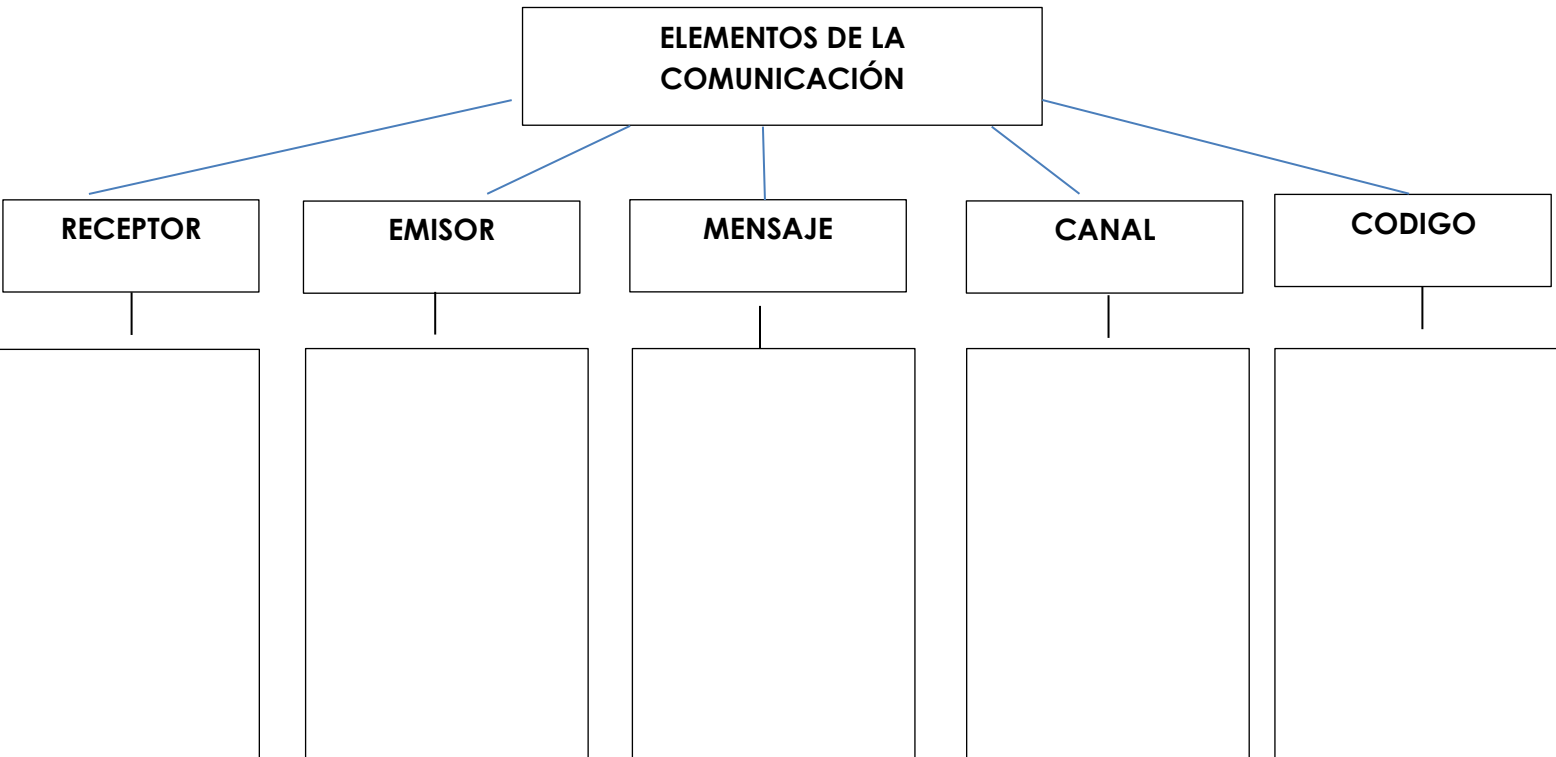 ELEMENTOS DE LA
COMUNICACIÓN
RECEPTOR
EMISOR
MENSAJE
CANAL
CODIGO